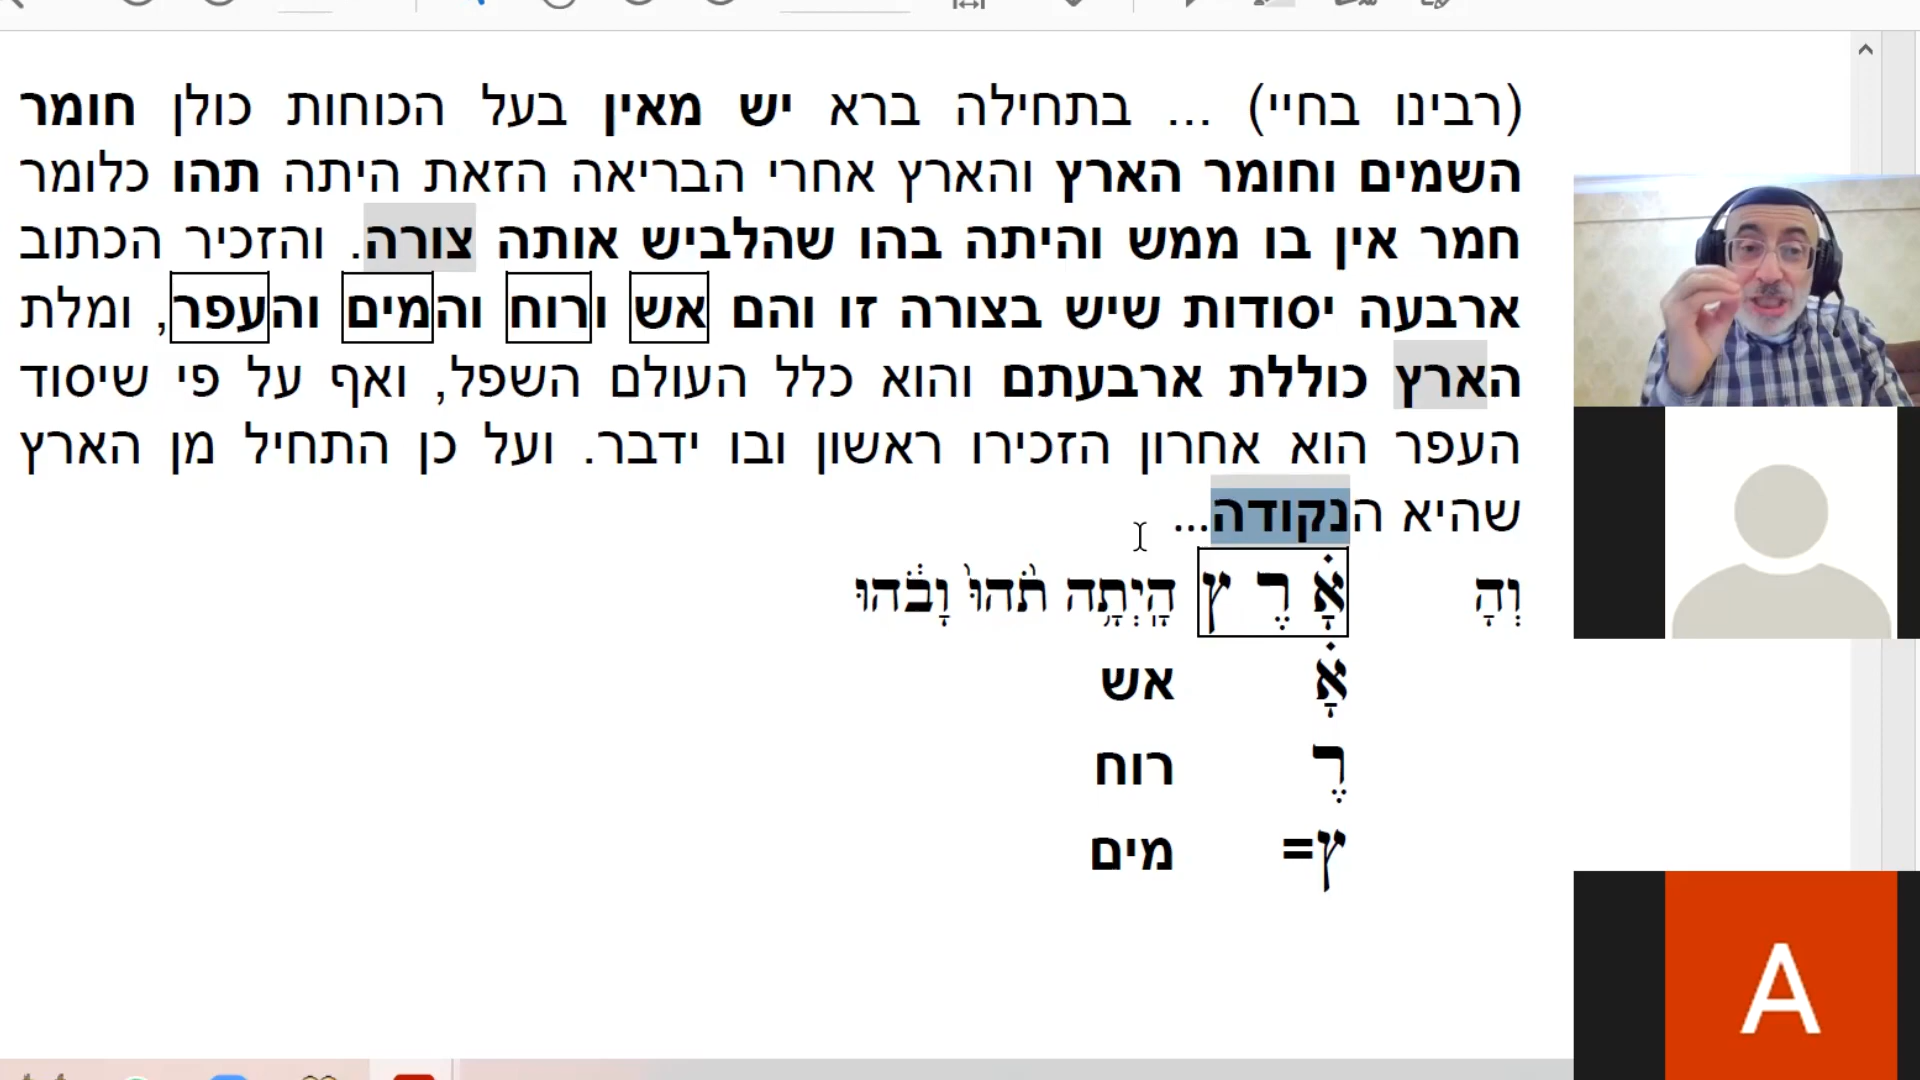 (רבינו בחיי) ... בתחילה ברא יש מאין בעל הכוחות כולן חומר
השמים וחומר הארץ והארץ אחרי הבריאה הזאת היתה תהו כלומר
חמר אין בו ממש והיתה בהו שהלביש אותה צורה. והזכיר הכתוב
ארבעה יסודות שיש בצורה זו והם אש ורוח והמים והעפר, ומלת
הארץ כוללת ארבעתם והוא כלל העולם השפל, ואף על פי שיסוד
העפר הוא אחרון הזכירו ראשון ובו ידבר. ועל כן התחיל מן הארץ
שהיא הנקודה...
וְהָ אָ֗ רֶ ץ הָיְתָ֥ה תֹ֙הוּ֙ וָבֹ֔הוּ
אָ֗ אש
רֶ רוח
ץ= מים
A